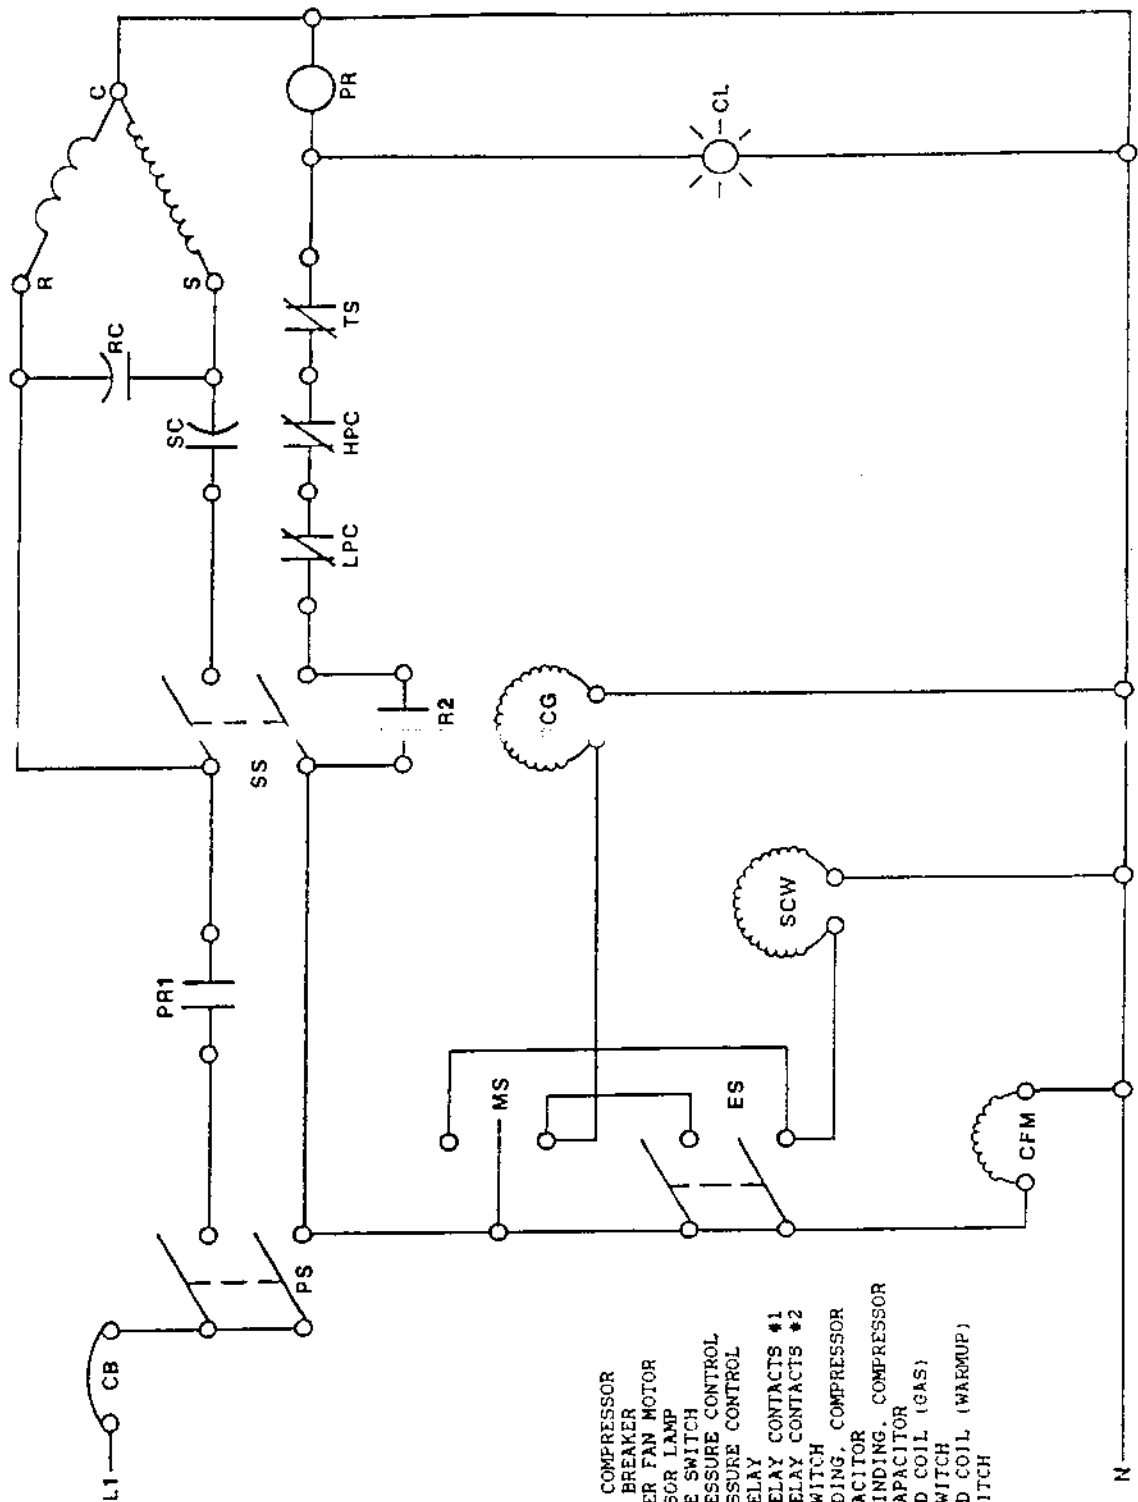 L1
CB
PS
PR1
SS
SC
RC
R
S
C
PR
LPC
HPC
TS
R2
CL
CG
SCW
MS
ES
CFM
N
COMPRESSOR
BREAKER
ER FAN MOTOR
SOR LAMP
E SWITCH
ESSURE CONTROL
SSURE CONTROL
ELAY
ELAY CONTACTS #1
ELAY CONTACTS #2
WITCH
DING, COMPRESSOR
ACITOR
INDING, COMPRESSOR
APACITOR
D COIL (GAS)
WITCH
D COIL (WARMUP)
ITCH